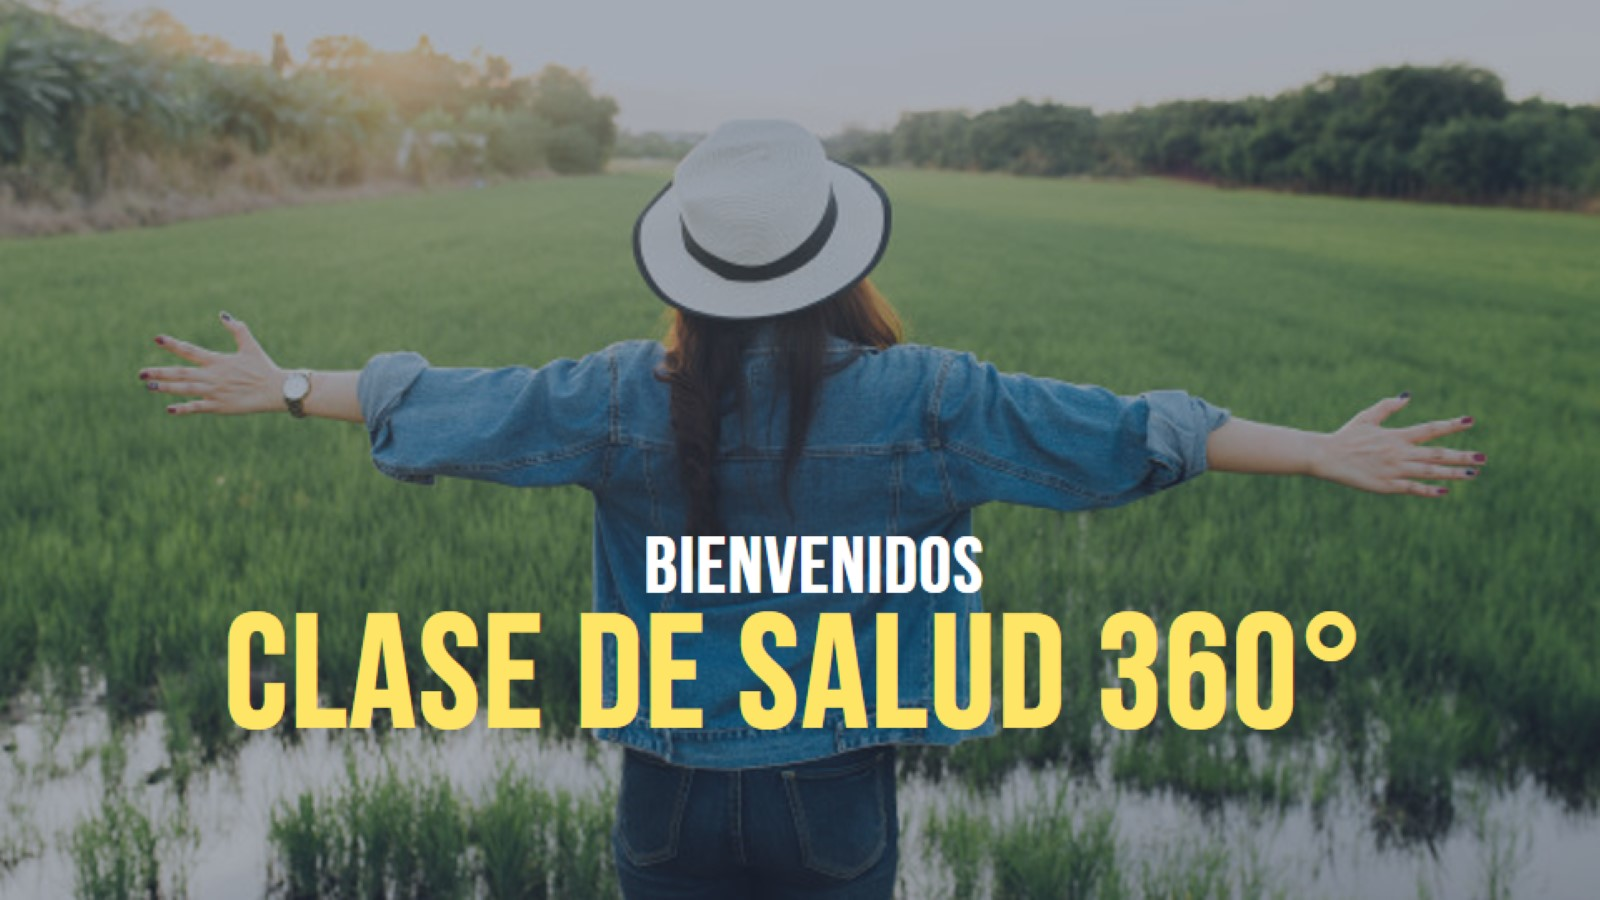 BIENVENIDOS
CLASE DE SALUD 360°